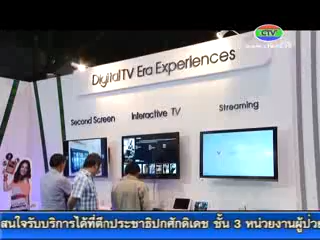 CTV
Digital TV Era Experiences
Second Screen
Interactive TV
Streaming
สนใจรับบริการได้ที่ตึกประชาธิปกศักดิเดช ชั้น 3 หน่วยงานผู้ป่วย